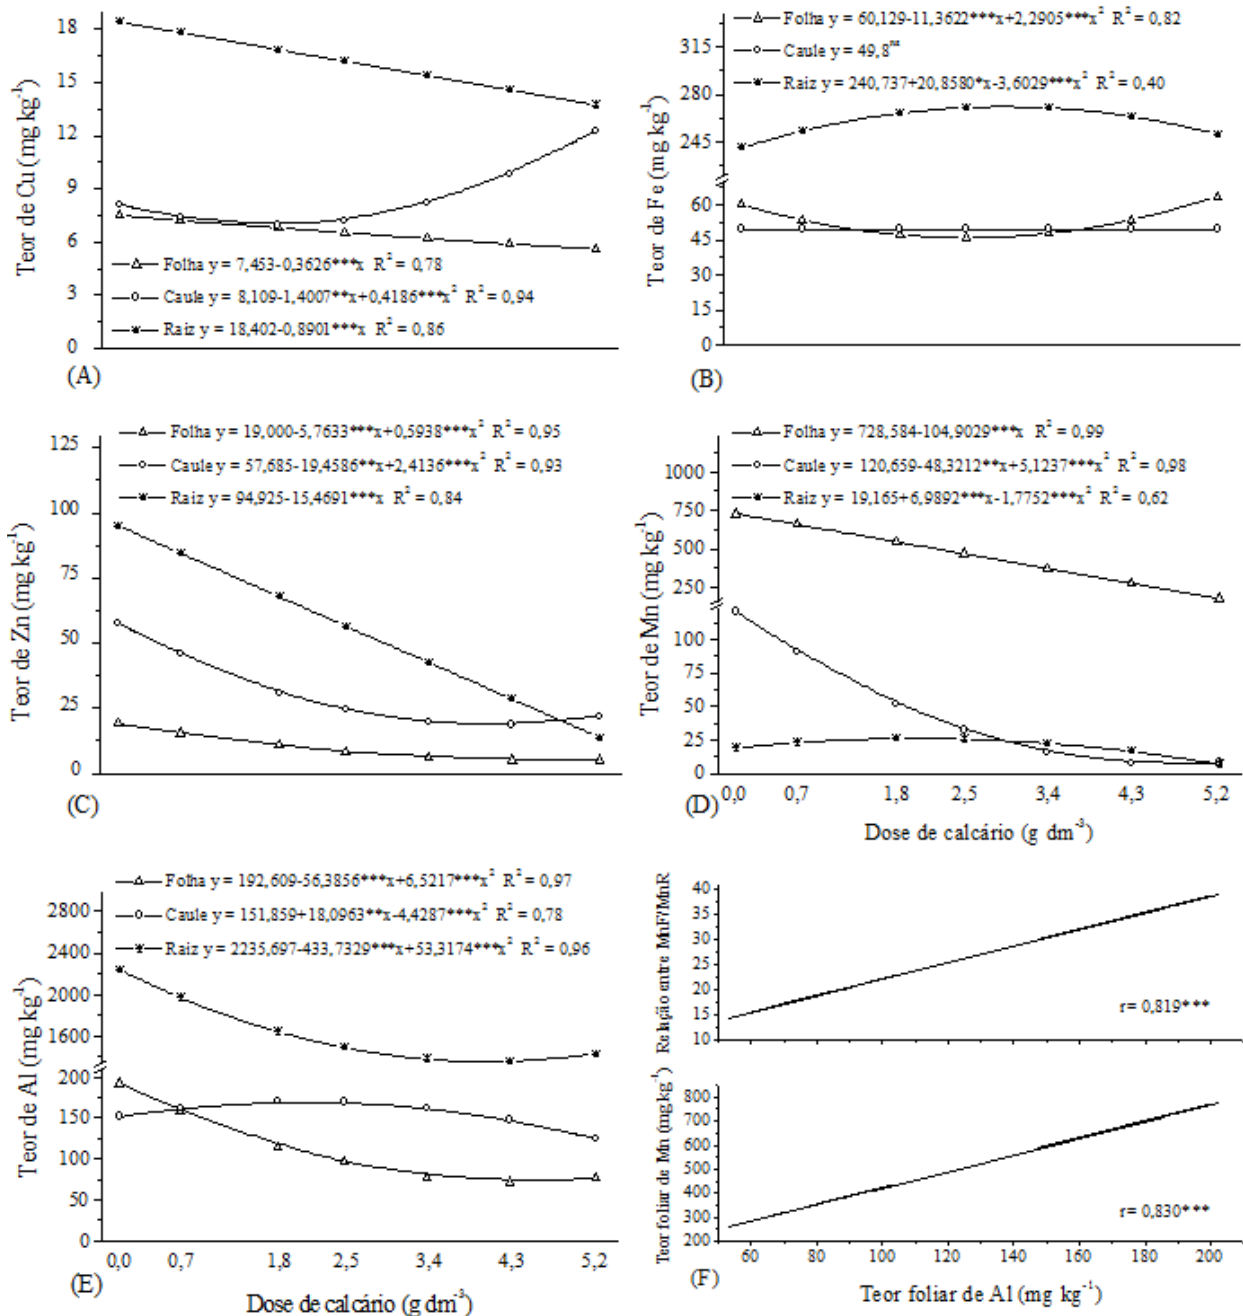 Teor de Cu (mg kg⁻¹)
18
15
12
9
6
3
0
Folha y = 7,453-0,3626***x R² = 0,78
Caule y = 8,109-1,4007**x+0,4186***x² R² = 0,94
Raiz y = 18,402-0,8901***x R² = 0,86
(A)
Folha y = 60,129-11,3622***x+2,2905***x² R² = 0,82
Caule y = 49,8ⁿˢ
Raiz y = 240,737+20,8580*x-3,6029***x² R² = 0,40
Teor de Fe (mg kg⁻¹)
315
280
245
60
45
30
15
0
(B)
Folha y = 19,000-5,7633***x+0,5938***x² R² = 0,95
Caule y = 57,685-19,4586**x+2,4136***x² R² = 0,93
Raiz y = 94,925-15,4691***x R² = 0,84
Teor de Zn (mg kg⁻¹)
125
100
75
50
25
0
(C)
Folha y = 728,584-104,9029***x R² = 0,99
Caule y = 120,659-48,3212**x+5,1237***x² R² = 0,98
Raiz y = 19,165+6,9892***x-1,7752***x² R² = 0,62
Teor de Mn (mg kg⁻¹)
1000
750
500
250
100
75
50
25
0
0,0 0,7 1,8 2,5 3,4 4,3 5,2
(D)
Dose de calcário (g dm⁻³)
Folha y = 192,609-56,3856***x+6,5217***x² R² = 0,97
Caule y = 151,859+18,0963**x-4,4287***x² R² = 0,78
Raiz y = 2235,697-433,7329***x+53,3174***x² R² = 0,96
Teor de Al (mg kg⁻¹)
2800
2400
2000
1600
200
150
100
50
0
0,0 0,7 1,8 2,5 3,4 4,3 5,2
(E)
Dose de calcário (g dm⁻³)
Relação entre MnF/MnR
40
35
30
25
20
15
10
r= 0,819***
Teor foliar de Mn (mg kg⁻¹)
800
700
600
500
400
300
200
r= 0,830***
60 80 100 120 140 160 180 200
(F)
Teor foliar de Al (mg kg⁻¹)